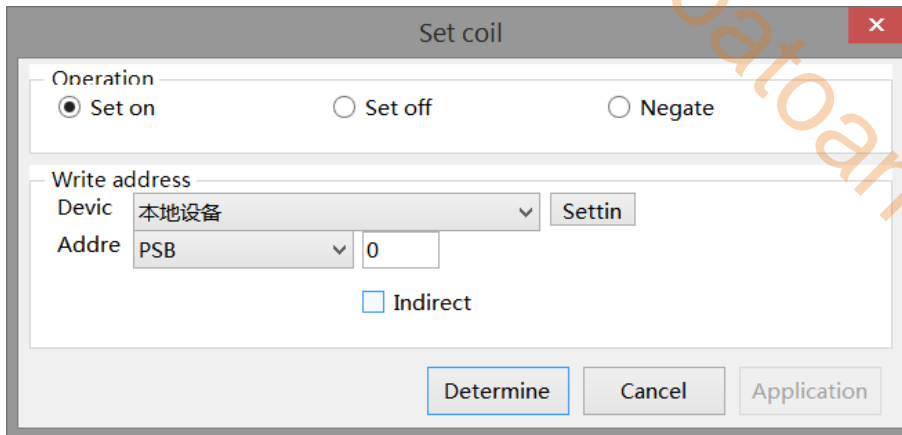 Set coil
Operation
Set on Set off Negate
Write address
Devic 本地设备 Settin
Addre PSB 0
Indirect
Determine Cancel Application